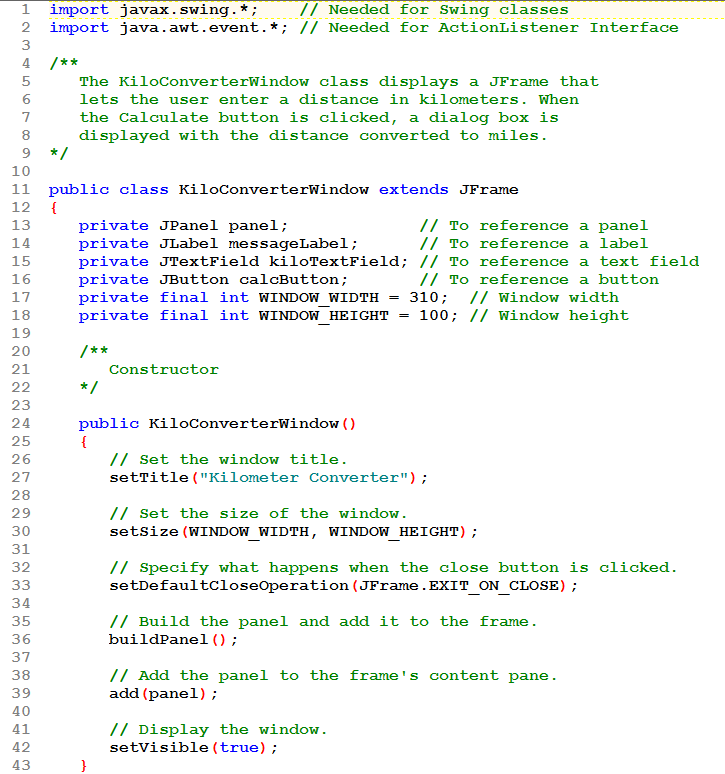 1 import javax.swing.*;    // Needed for Swing classes
2 import java.awt.event.*; // Needed for ActionListener Interface
3
4 /**
5    The KiloConverterWindow class displays a JFrame that
6    lets the user enter a distance in kilometers. When
7    the Calculate button is clicked, a dialog box is
8    displayed with the distance converted to miles.
9 */
10
11 public class KiloConverterWindow extends JFrame
12 {
13    private JPanel panel;             // To reference a panel
14    private JLabel messageLabel;      // To reference a label
15    private JTextField kiloTextField; // To reference a text field
16    private JButton calcButton;       // To reference a button
17    private final int WINDOW_WIDTH = 310;  // Window width
18    private final int WINDOW_HEIGHT = 100; // Window height
19
20    /**
21       Constructor
22    */
23
24    public KiloConverterWindow()
25    {
26       // Set the window title.
27       setTitle("Kilometer Converter");
28
29       // Set the size of the window.
30       setSize(WINDOW_WIDTH, WINDOW_HEIGHT);
31
32       // Specify what happens when the close button is clicked.
33       setDefaultCloseOperation(JFrame.EXIT_ON_CLOSE);
34
35       // Build the panel and add it to the frame.
36       buildPanel();
37
38       // Add the panel to the frame's content pane.
39       add(panel);
40
41       // Display the window.
42       setVisible(true);
43    }